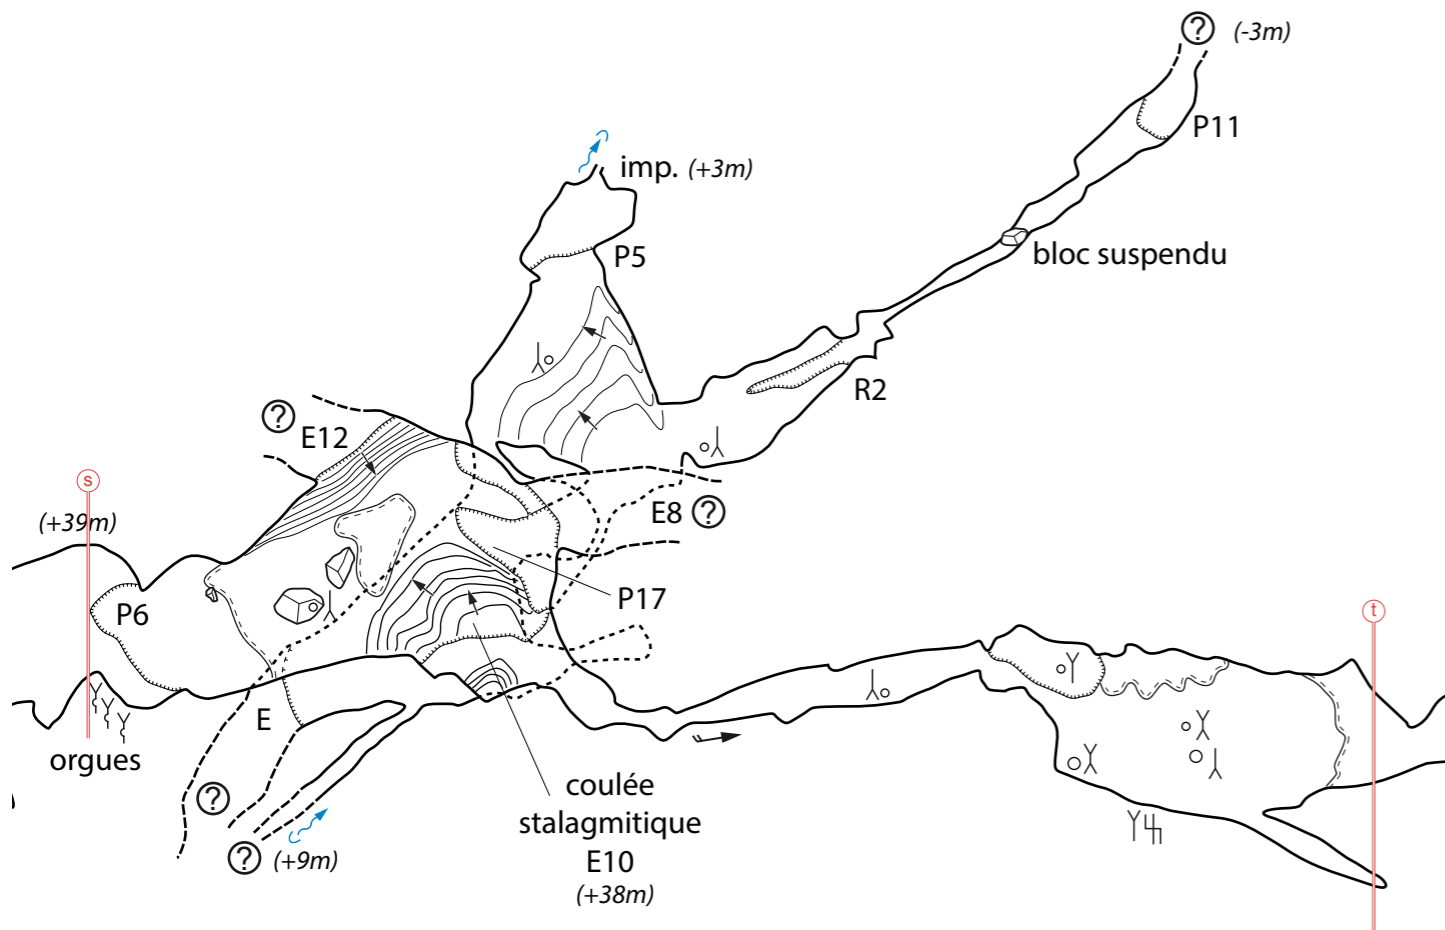 ? (-3m)
P11
imp. (+3m)
P5
bloc suspendu
R2
?
E12
s
(+39m)
E8 ?
P17
P6
t
E
orgues
?
coulée
stalagmitique
E10
(+38m)
? (+9m)